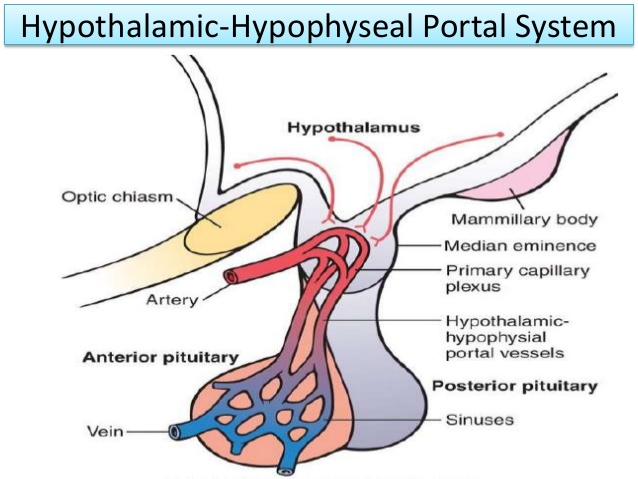 Hypothalamic-Hypophyseal Portal System
Hypothalamus
Optic chiasm
Mammillary body
Median eminence
Primary capillary
plexus
Artery
Hypothalamic-
hypophysial
portal vessels
Anterior pituitary
Posterior pituitary
Sinuses
Vein